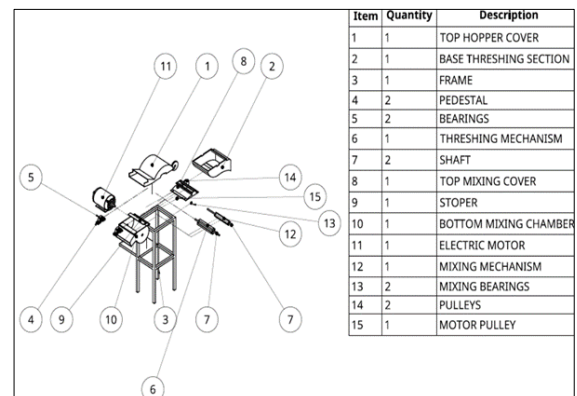 Item Quantity Description
1 1 TOP HOPPER COVER
2 1 BASE THRESHING SECTION
3 1 FRAME
4 2 PEDESTAL
5 2 BEARINGS
6 1 THRESHING MECHANISM
7 2 SHAFT
8 1 TOP MIXING COVER
9 1 STOPER
10 1 BOTTOM MIXING CHAMBER
11 1 ELECTRIC MOTOR
12 1 MIXING MECHANISM
13 2 MIXING BEARINGS
14 2 PULLEYS
15 1 MOTOR PULLEY
11 1 8 2
5 14
15
12 13
4 9 10 3 7 7
6